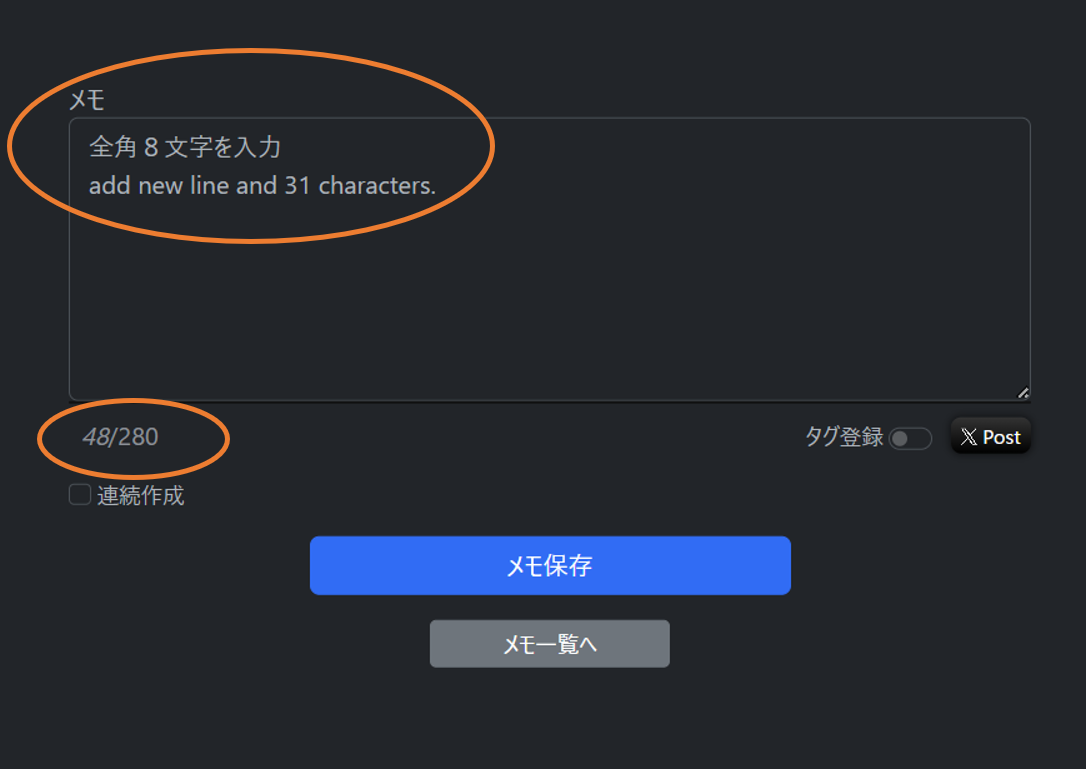 メモ
全角８文字を入力
add new line and 31 characters.
48/280
タグ登録
𝕏 Post
連続作成
メモ保存
メモ一覧へ